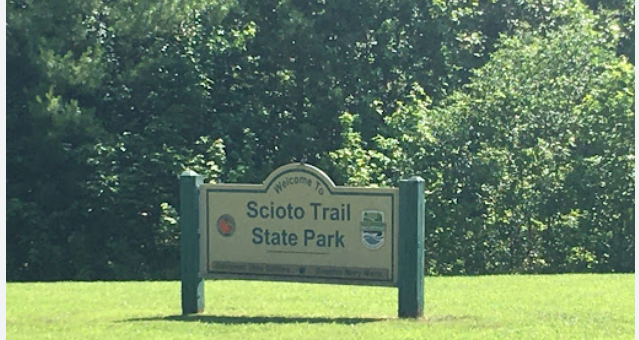 Welcome To
Scioto Trail
State Park